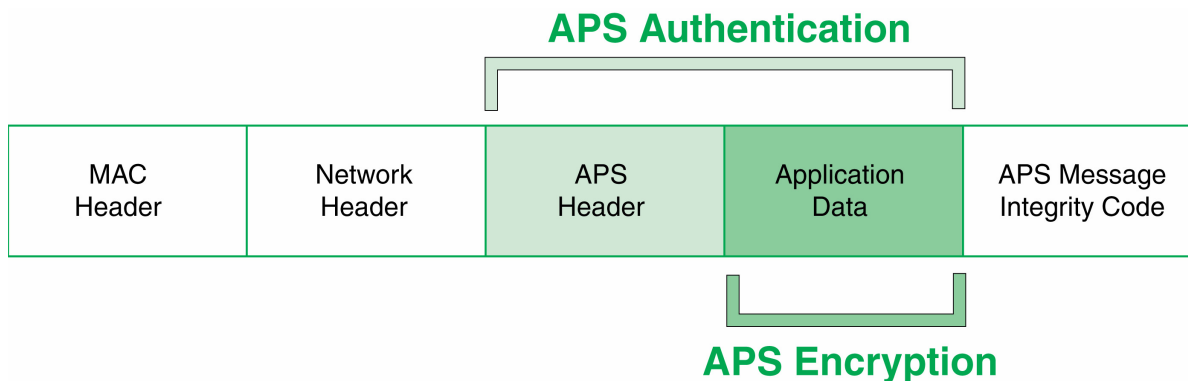 APS Authentication
MAC
Header
Network
Header
APS
Header
Application
Data
APS Message
Integrity Code
APS Encryption